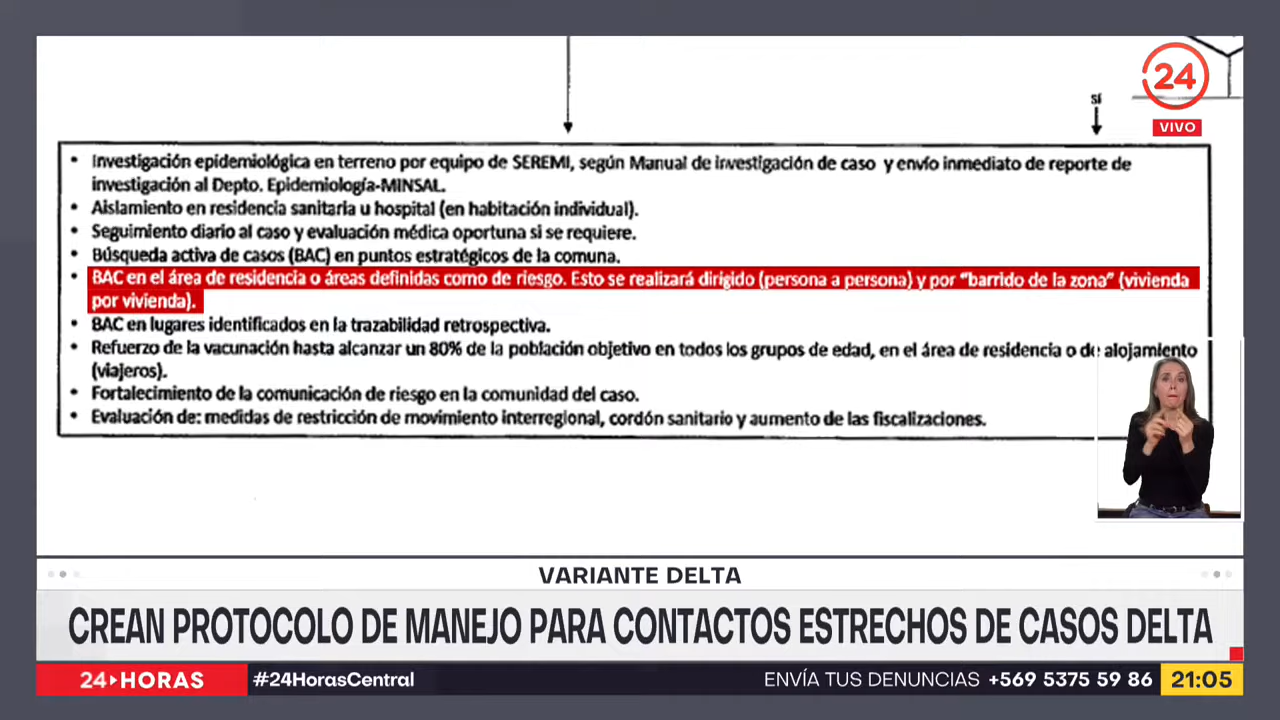 24
VIVO
SÍ
• Investigación epidemiológica en terreno por equipo de SEREMI, según Manual de investigación de caso y envío inmediato de reporte de
investigación al Depto. Epidemiología-MINSAL.
• Aislamiento en residencia sanitaria u hospital (en habitación individual).
• Seguimiento diario al caso y evaluación médica oportuna si se requiere.
• Búsqueda activa de casos (BAC) en puntos estratégicos de la comuna.
• BAC en el área de residencia o áreas definidas como de riesgo. Esto se realizará dirigido (persona a persona) y por “barrido de la zona” (vivienda
por vivienda).
• BAC en lugares identificados en la trazabilidad retrospectiva.
• Refuerzo de la vacunación hasta alcanzar un 80% de la población objetivo en todos los grupos de edad, en el área de residencia o de alojamiento
(viajeros).
• Fortalecimiento de la comunicación de riesgo en la comunidad del caso.
• Evaluación de: medidas de restricción de movimiento interregional, cordón sanitario y aumento de las fiscalizaciones.
VARIANTE DELTA
CREAN PROTOCOLO DE MANEJO PARA CONTACTOS ESTRECHOS DE CASOS DELTA
24 HORAS #24HorasCentral ENVÍA TUS DENUNCIAS +569 5375 59 86 21:05